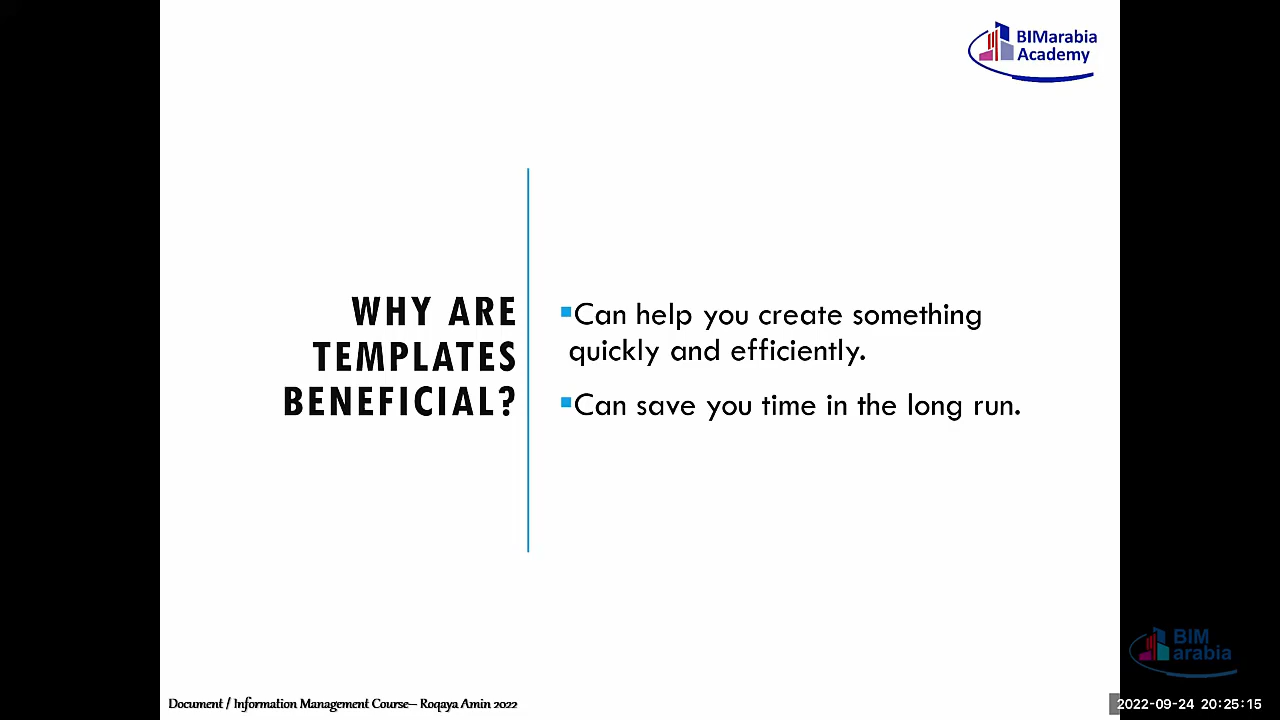 BIMarabia
Academy
WHY ARE
TEMPLATES
BENEFICIAL?
▪Can help you create something
quickly and efficiently.
▪Can save you time in the long run.
BIM
arabia
Document / Information Management Course– Roqaya Amin 2022
2022-09-24 20:25:15